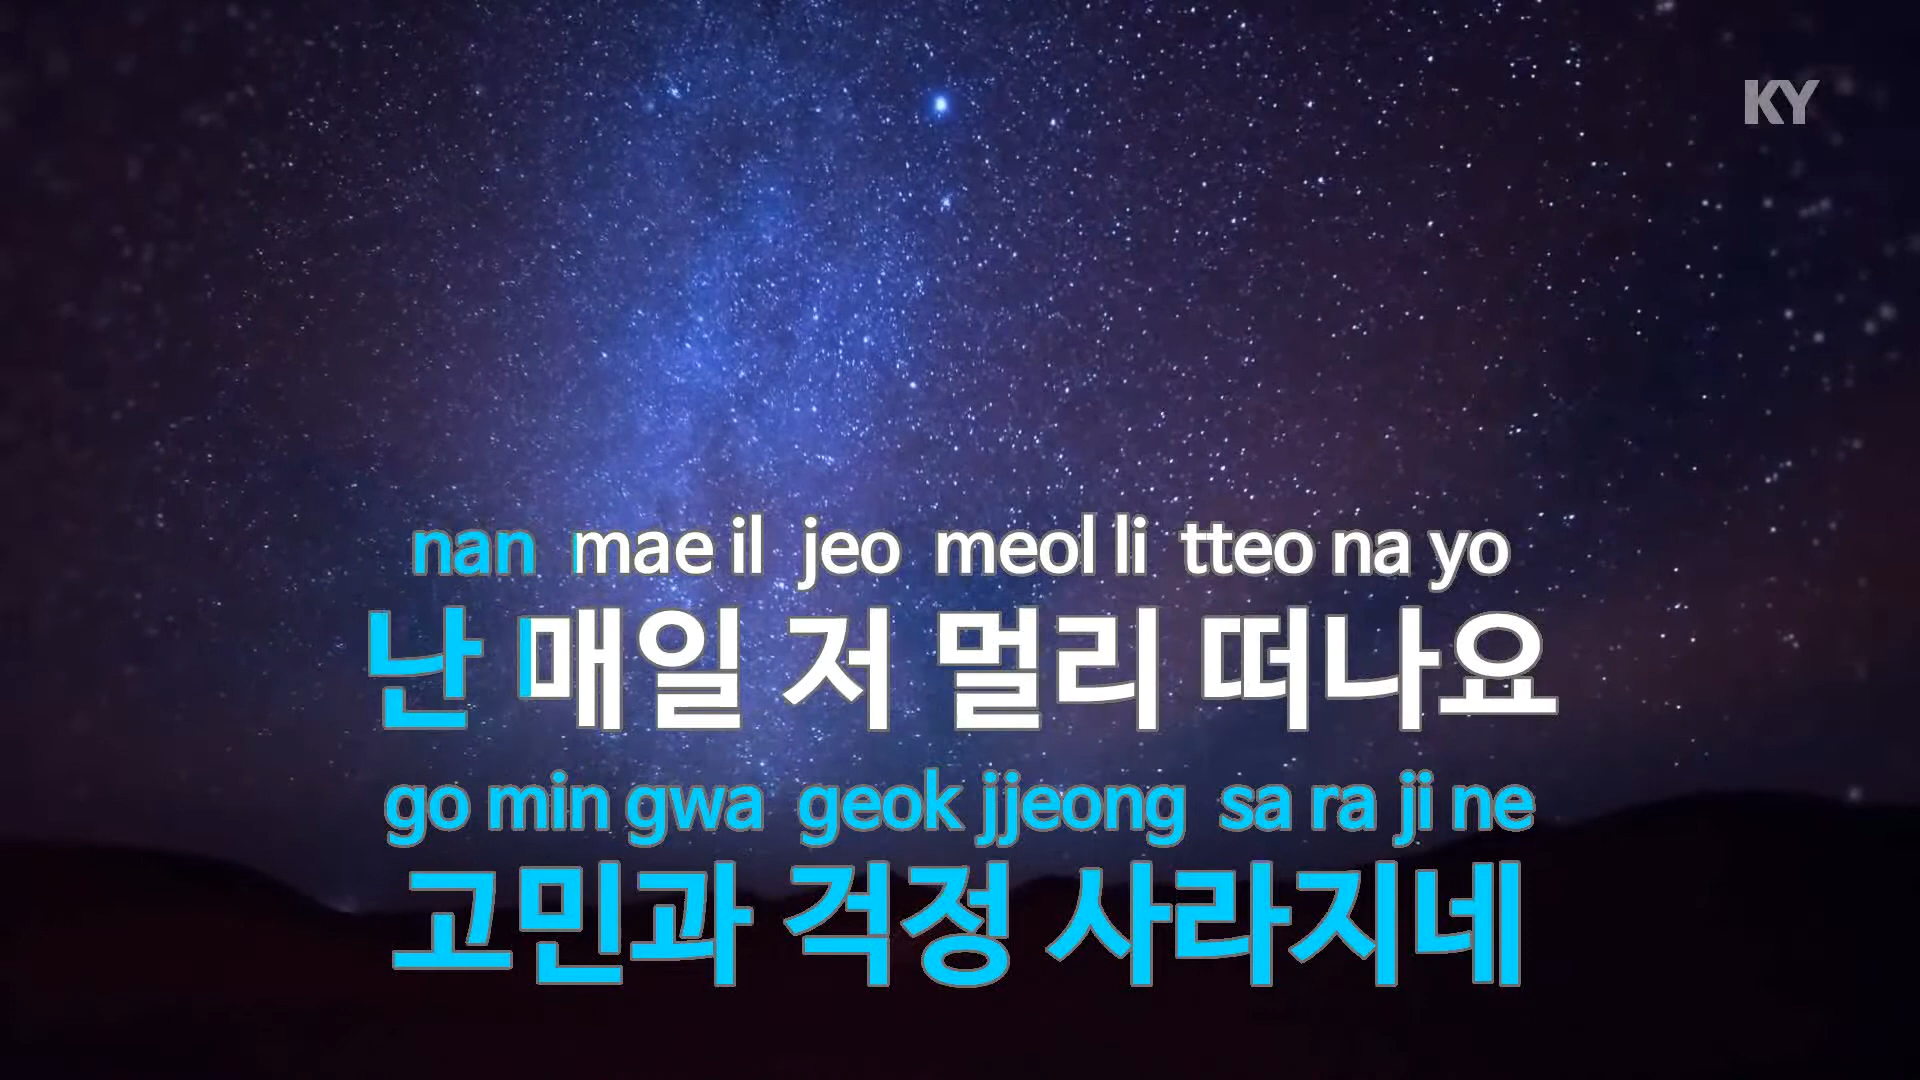 KY
nan mae il jeo meol li tteo na yo
난 매일 저 멀리 떠나요
go min gwa geok jjeong sa ra ji ne
고민과 걱정 사라지네